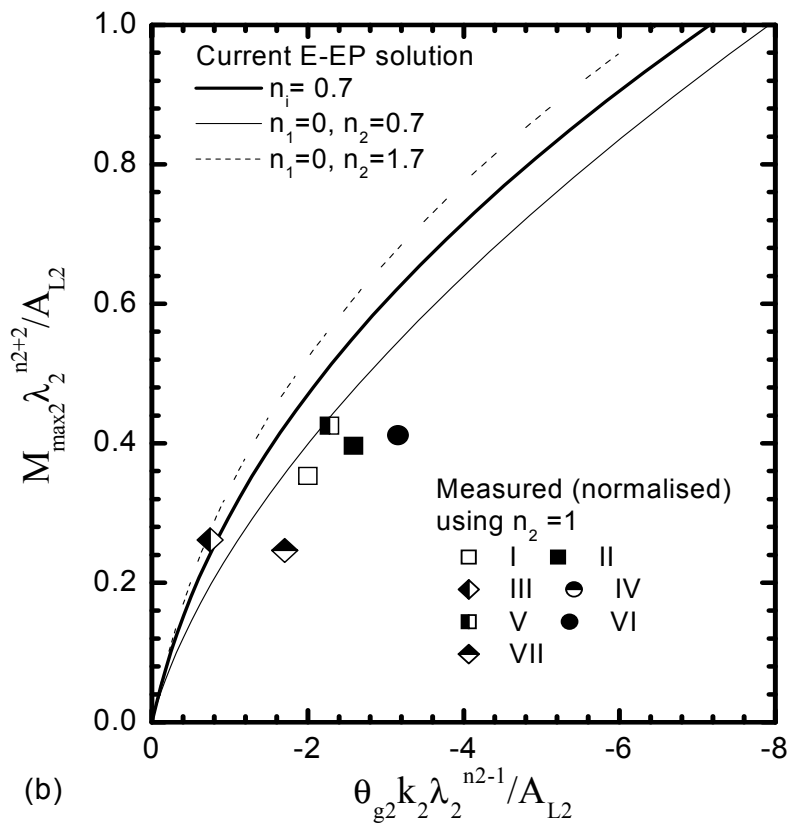 1.0
Current E-EP solution
n_i = 0.7
n_1=0, n_2=0.7
n_1=0, n_2=1.7
0.8
0.6
M_max2 λ_2^n2+2/A_L2
0.4
Measured (normalised)
using n_2 =1
I II
0.2
III IV
V VI
VII
0.0
0 -2 -4 -6 -8
(b) θ_g2 k_2 λ_2^n2-1/A_L2